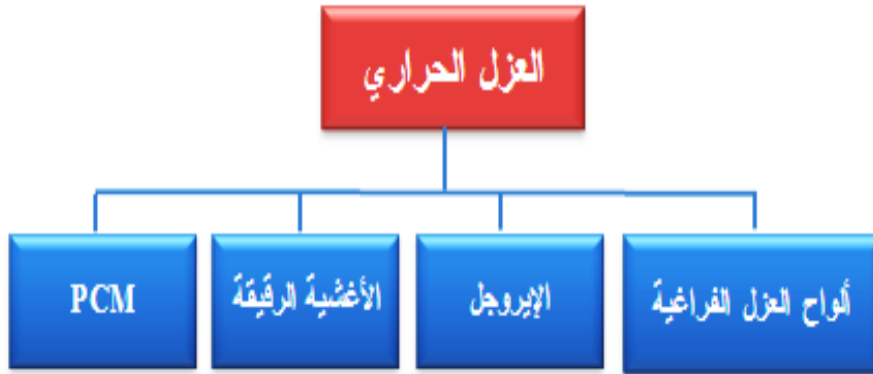 العزل الحراري
ألواح العزل الفراغية
الإيروجل
الأغشية الرقيقة
PCM